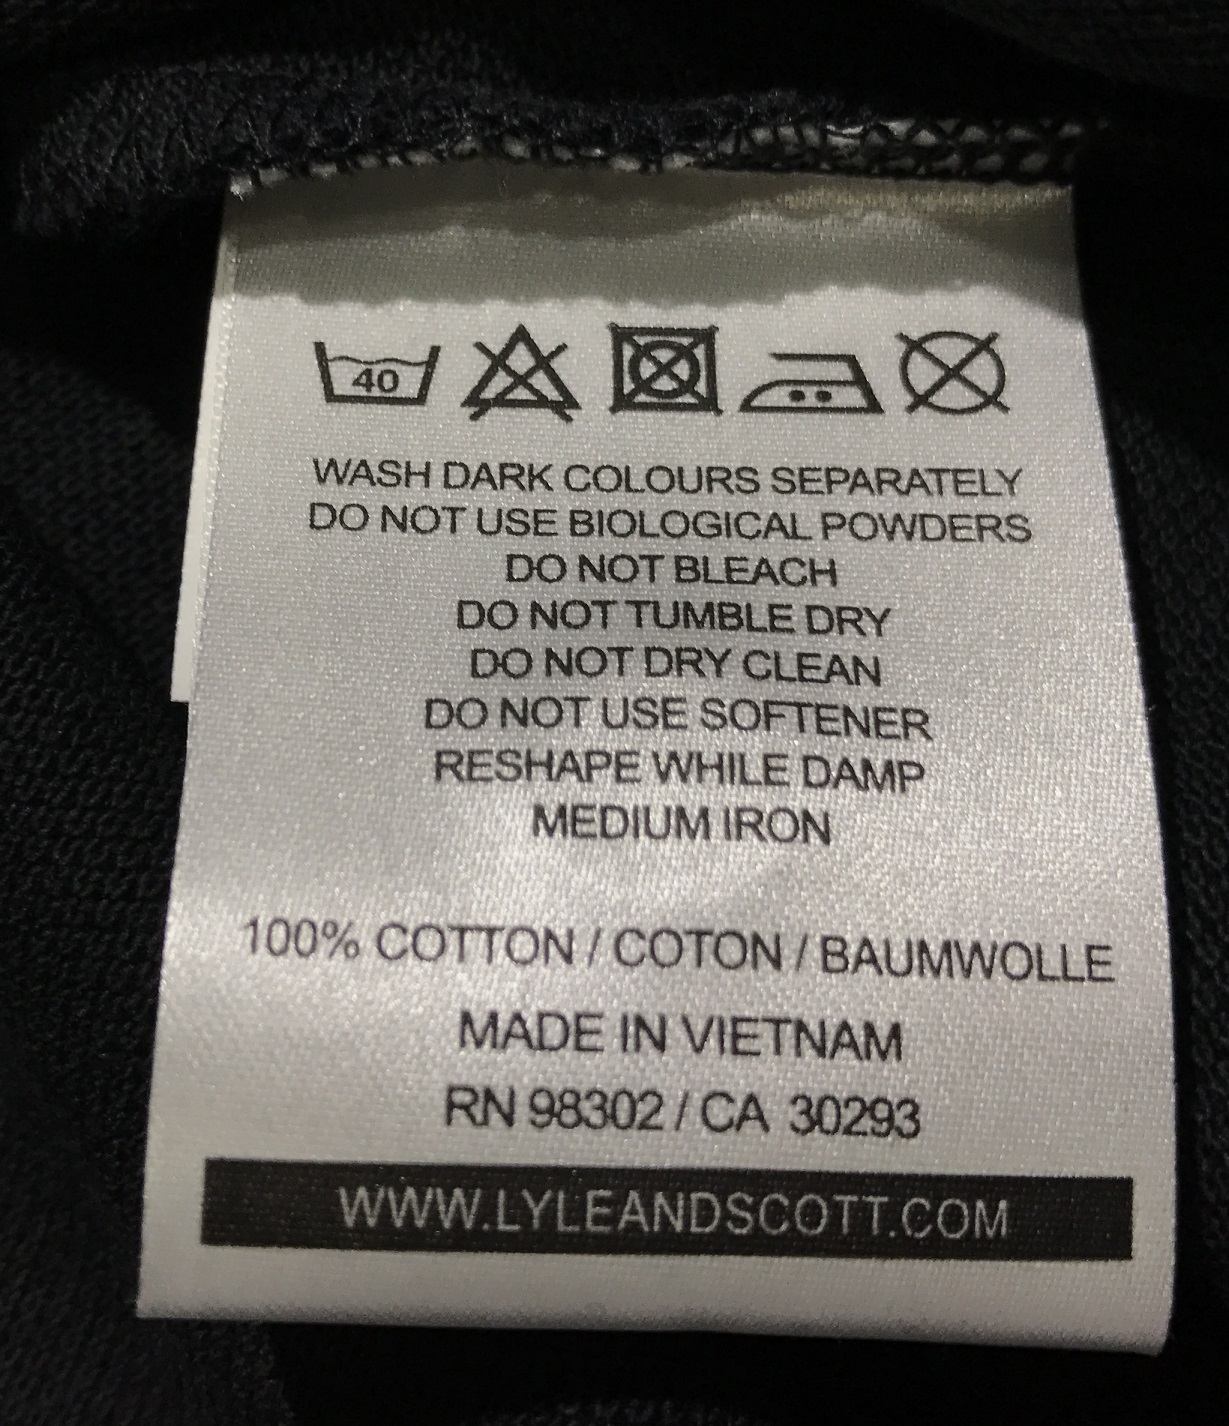 40
WASH DARK COLOURS SEPARATELY
DO NOT USE BIOLOGICAL POWDERS
DO NOT BLEACH
DO NOT TUMBLE DRY
DO NOT DRY CLEAN
DO NOT USE SOFTENER
RESHAPE WHILE DAMP
MEDIUM IRON
100% COTTON / COTON / BAUMWOLLE
MADE IN VIETNAM
RN 98302 / CA 30293
WWW.LYLEANDSCOTT.COM